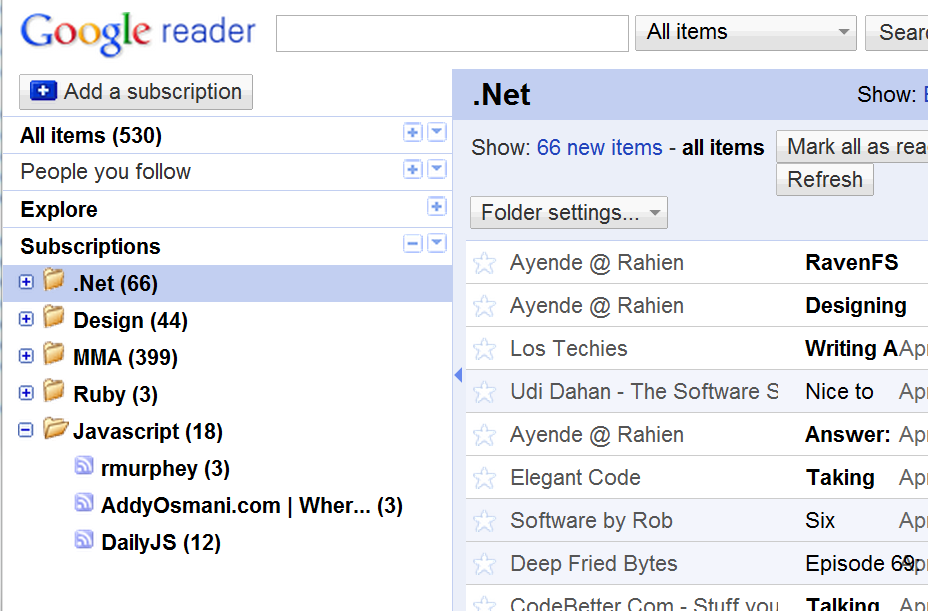 Google reader
All items
Sear
Add a subscription
All items (530)
People you follow
Explore
Subscriptions
.Net (66)
Design (44)
MMA (399)
Ruby (3)
Javascript (18)
rmurphey (3)
AddyOsmani.com | Wher... (3)
DailyJS (12)
.Net
Show: E
Show: 66 new items - all items
Mark all as rea
Refresh
Folder settings...
Ayende @ Rahien RavenFS
Ayende @ Rahien Designing
Los Techies Writing A Apr
Udi Dahan - The Software S Nice to Apr
Ayende @ Rahien Answer: Apr
Elegant Code Taking Apr
Software by Rob Six Apr
Deep Fried Bytes Episode 69: Apr
CodeBetter.Com - Stuff you Talking Apr